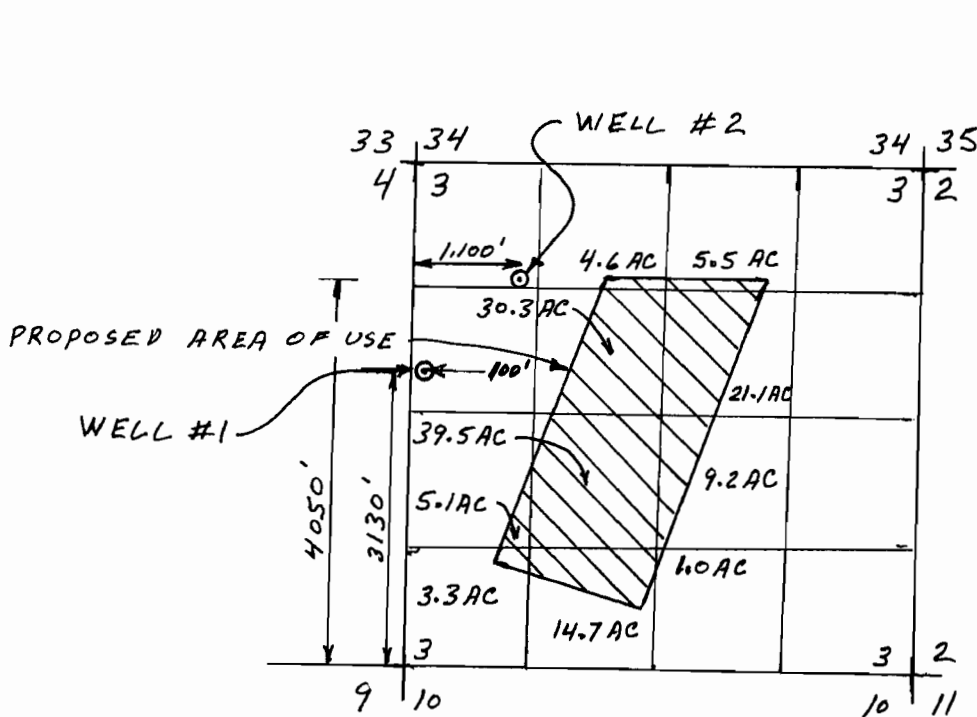 WELL #2
33 34
34 35
4 3
3 2
1,100'
4.6 AC
5.5 AC
30.3 AC
PROPOSED AREA OF USE
100'
21.1 AC
WELL #1
39.5 AC
9.2 AC
5.1 AC
4050'
3130'
1.0 AC
3.3 AC
14.7 AC
3
3 2
9 10
10 11